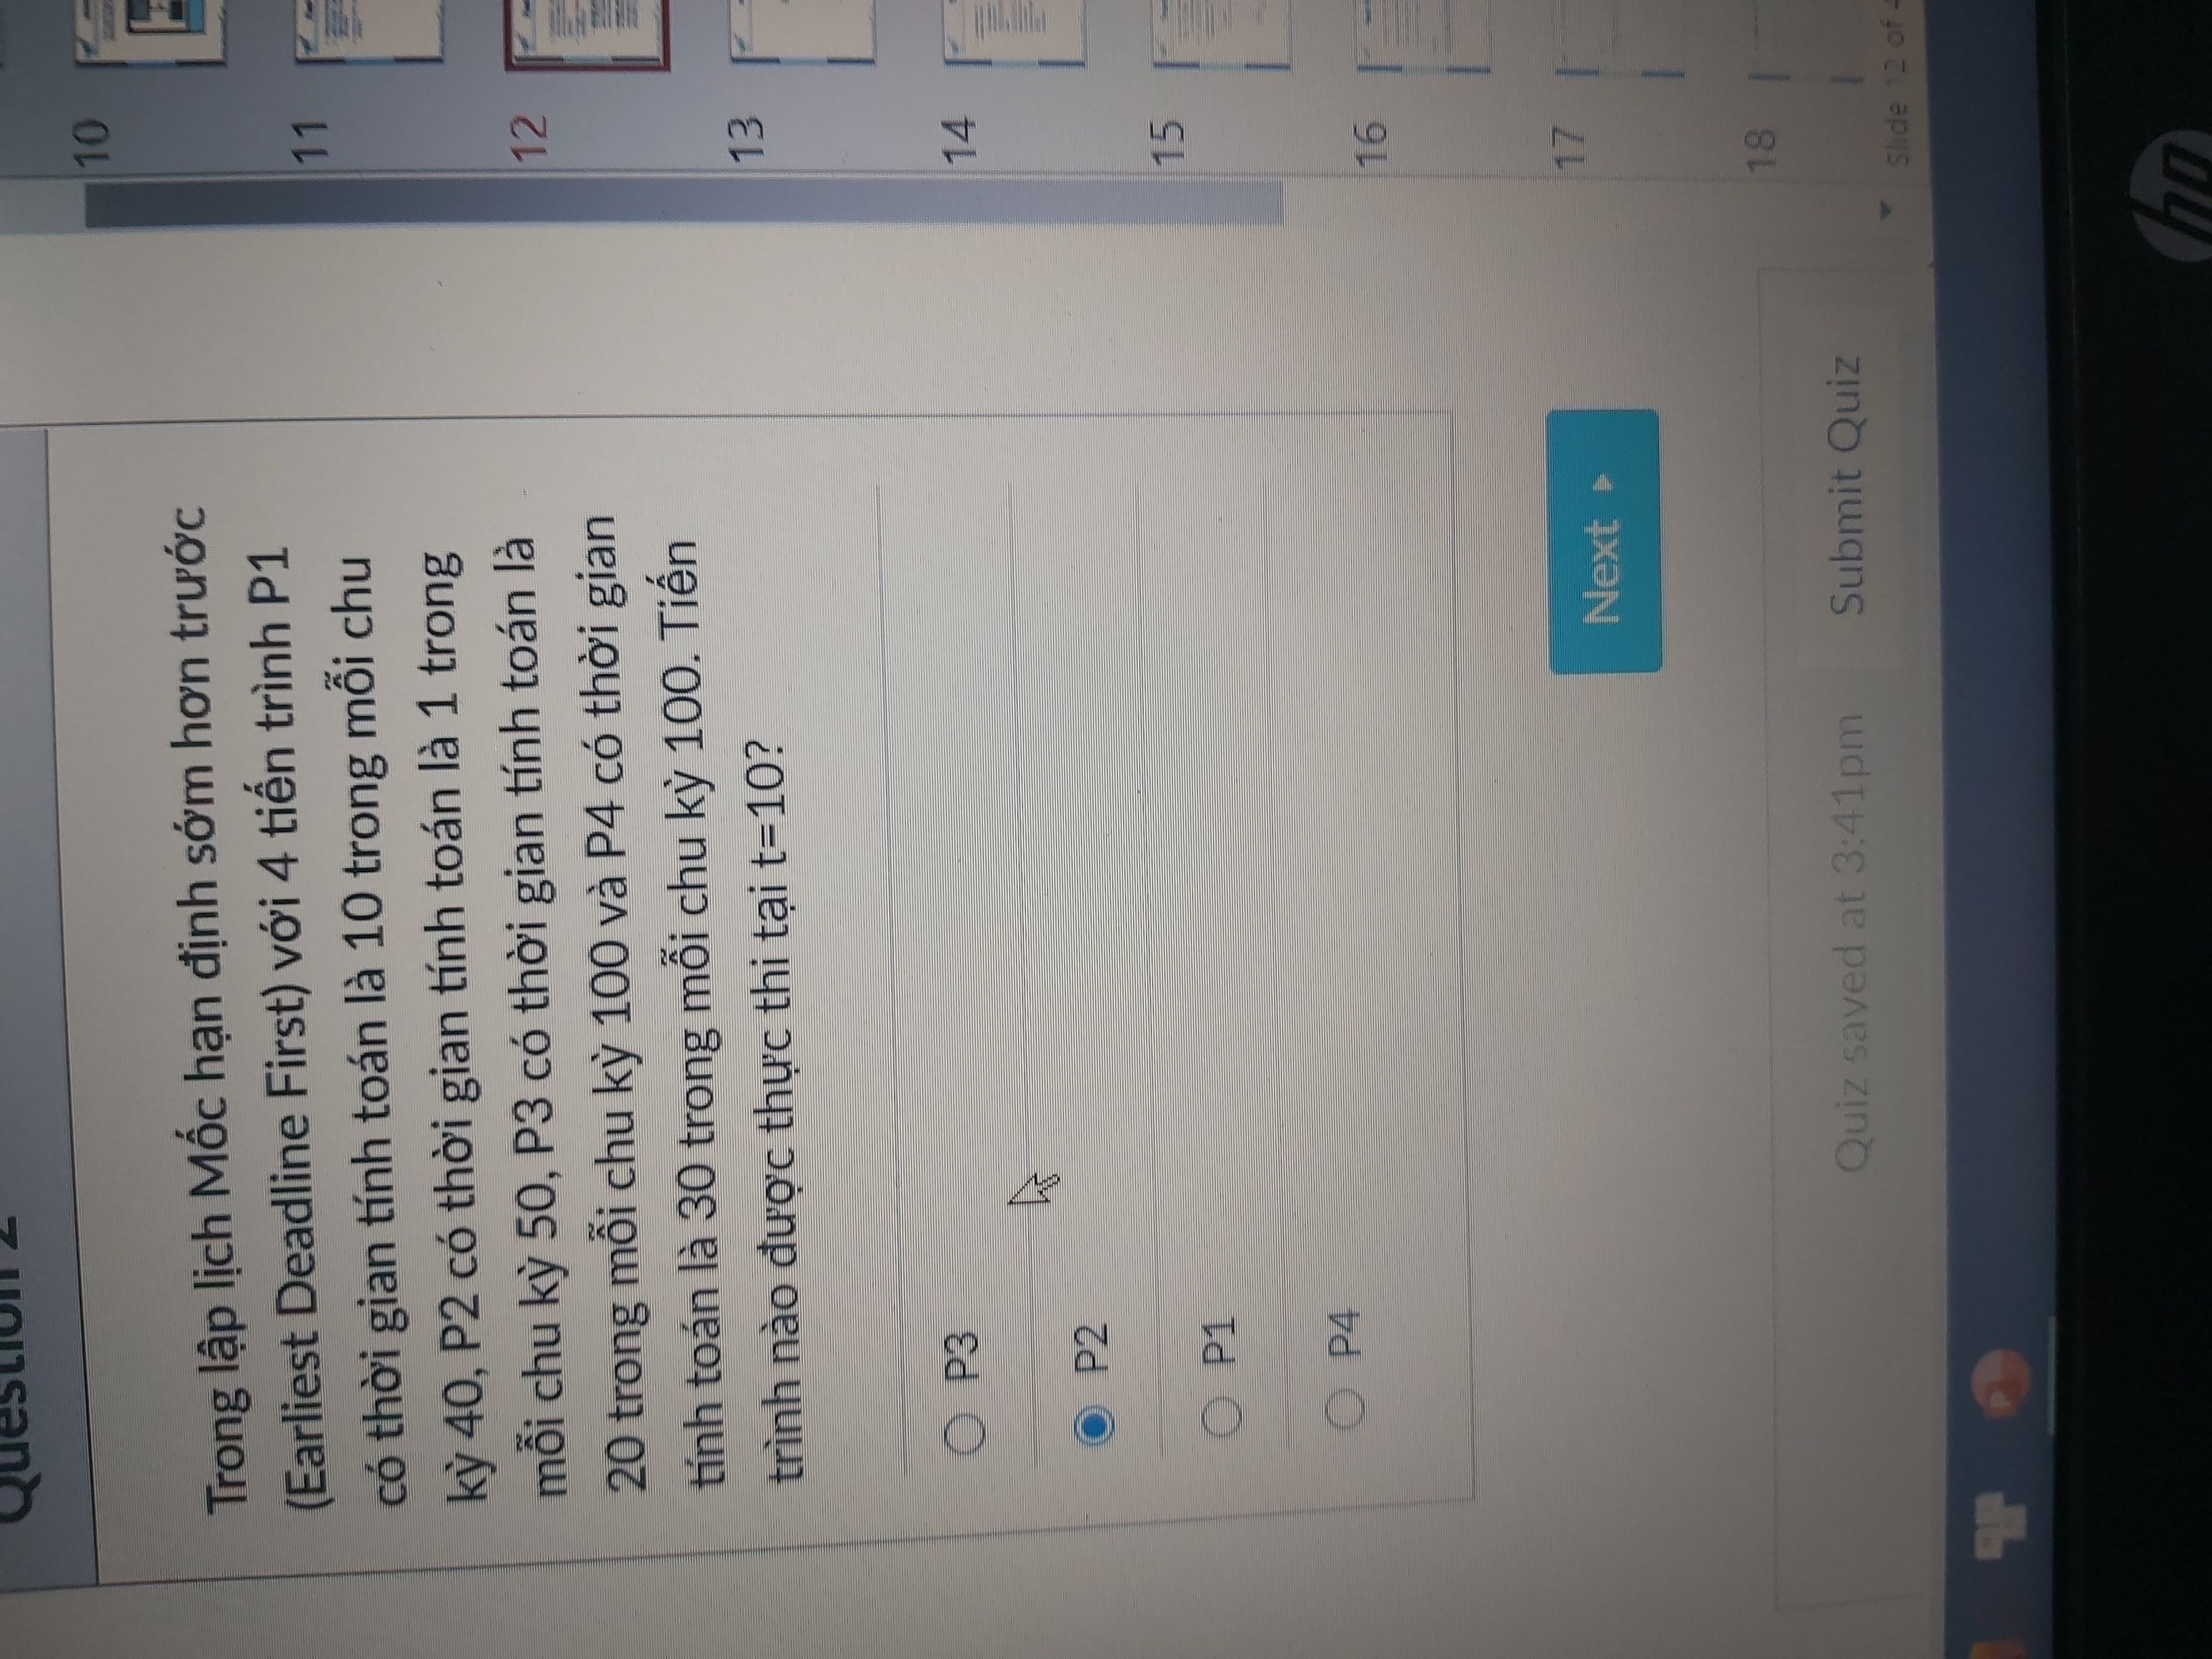 Question 2
Trong lập lịch Mốc hạn định sớm hơn trước
(Earliest Deadline First) với 4 tiến trình P1
có thời gian tính toán là 10 trong mỗi chu
kỳ 40, P2 có thời gian tính toán là 1 trong
mỗi chu kỳ 50, P3 có thời gian tính toán là
20 trong mỗi chu kỳ 100 và P4 có thời gian
tính toán là 30 trong mỗi chu kỳ 100. Tiến
trình nào được thực thi tại t=10?
P3
P2
P1
P4
Next
Quiz saved at 3:41pm
Submit Quiz
10
11
12
13
14
15
16
17
18
Slide 12 of
P
hp